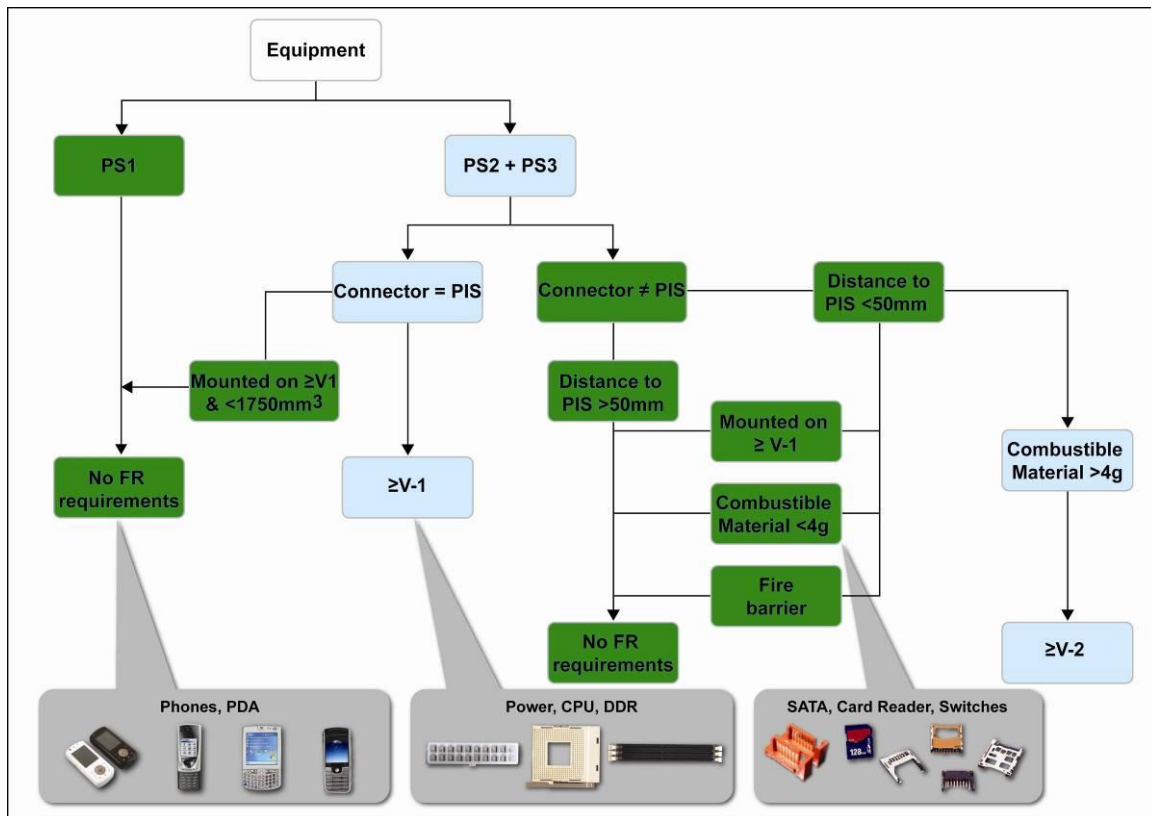 Equipment
PS1
PS2 + PS3
Connector = PIS
Connector ≠ PIS
Distance to
PIS <50mm
Mounted on ≥V1
& <1750mm3
Distance to
PIS >50mm
Mounted on
≥ V-1
Combustible
Material >4g
No FR
requirements
≥V-1
Combustible
Material <4g
Fire
barrier
No FR
requirements
≥V-2
Phones, PDA
Power, CPU, DDR
SATA, Card Reader, Switches
128MB